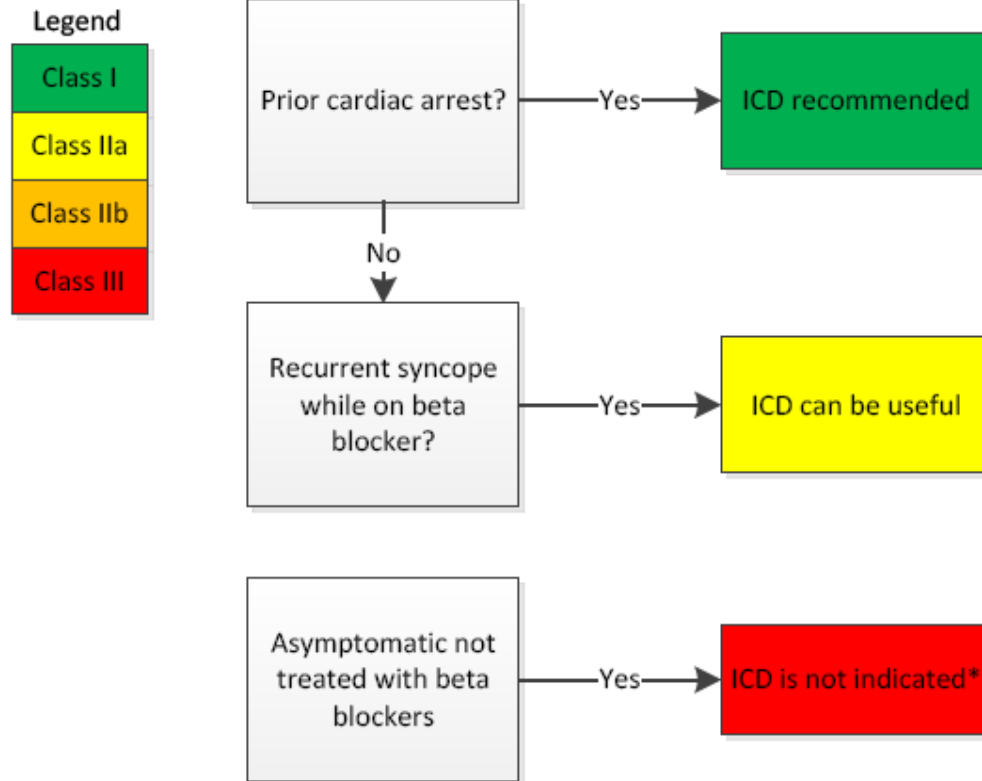 Legend
Class I
Class IIa
Class IIb
Class III
Prior cardiac arrest?
Yes
ICD recommended
No
Recurrent syncope
while on beta
blocker?
Yes
ICD can be useful
Asymptomatic not
treated with beta
blockers
Yes
ICD is not indicated*